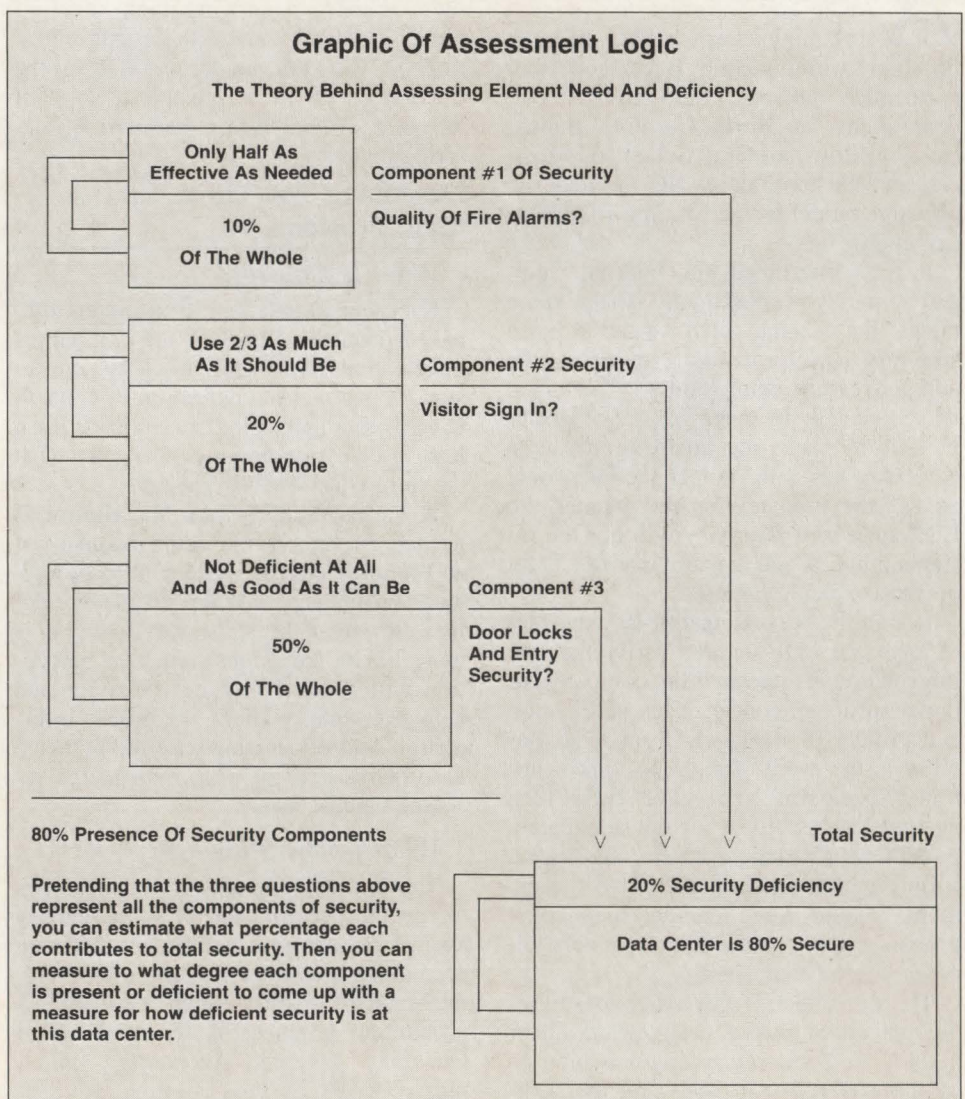 Graphic Of Assessment Logic
The Theory Behind Assessing Element Need And Deficiency
Only Half As
Effective As Needed
10%
Of The Whole
Component #1 Of Security
Quality Of Fire Alarms?
Use 2/3 As Much
As It Should Be
20%
Of The Whole
Component #2 Security
Visitor Sign In?
Not Deficient At All
And As Good As It Can Be
50%
Of The Whole
Component #3
Door Locks
And Entry
Security?
80% Presence Of Security Components
Pretending that the three questions above
represent all the components of security,
you can estimate what percentage each
contributes to total security. Then you can
measure to what degree each component
is present or deficient to come up with a
measure for how deficient security is at
this data center.
Total Security
20% Security Deficiency
Data Center Is 80% Secure